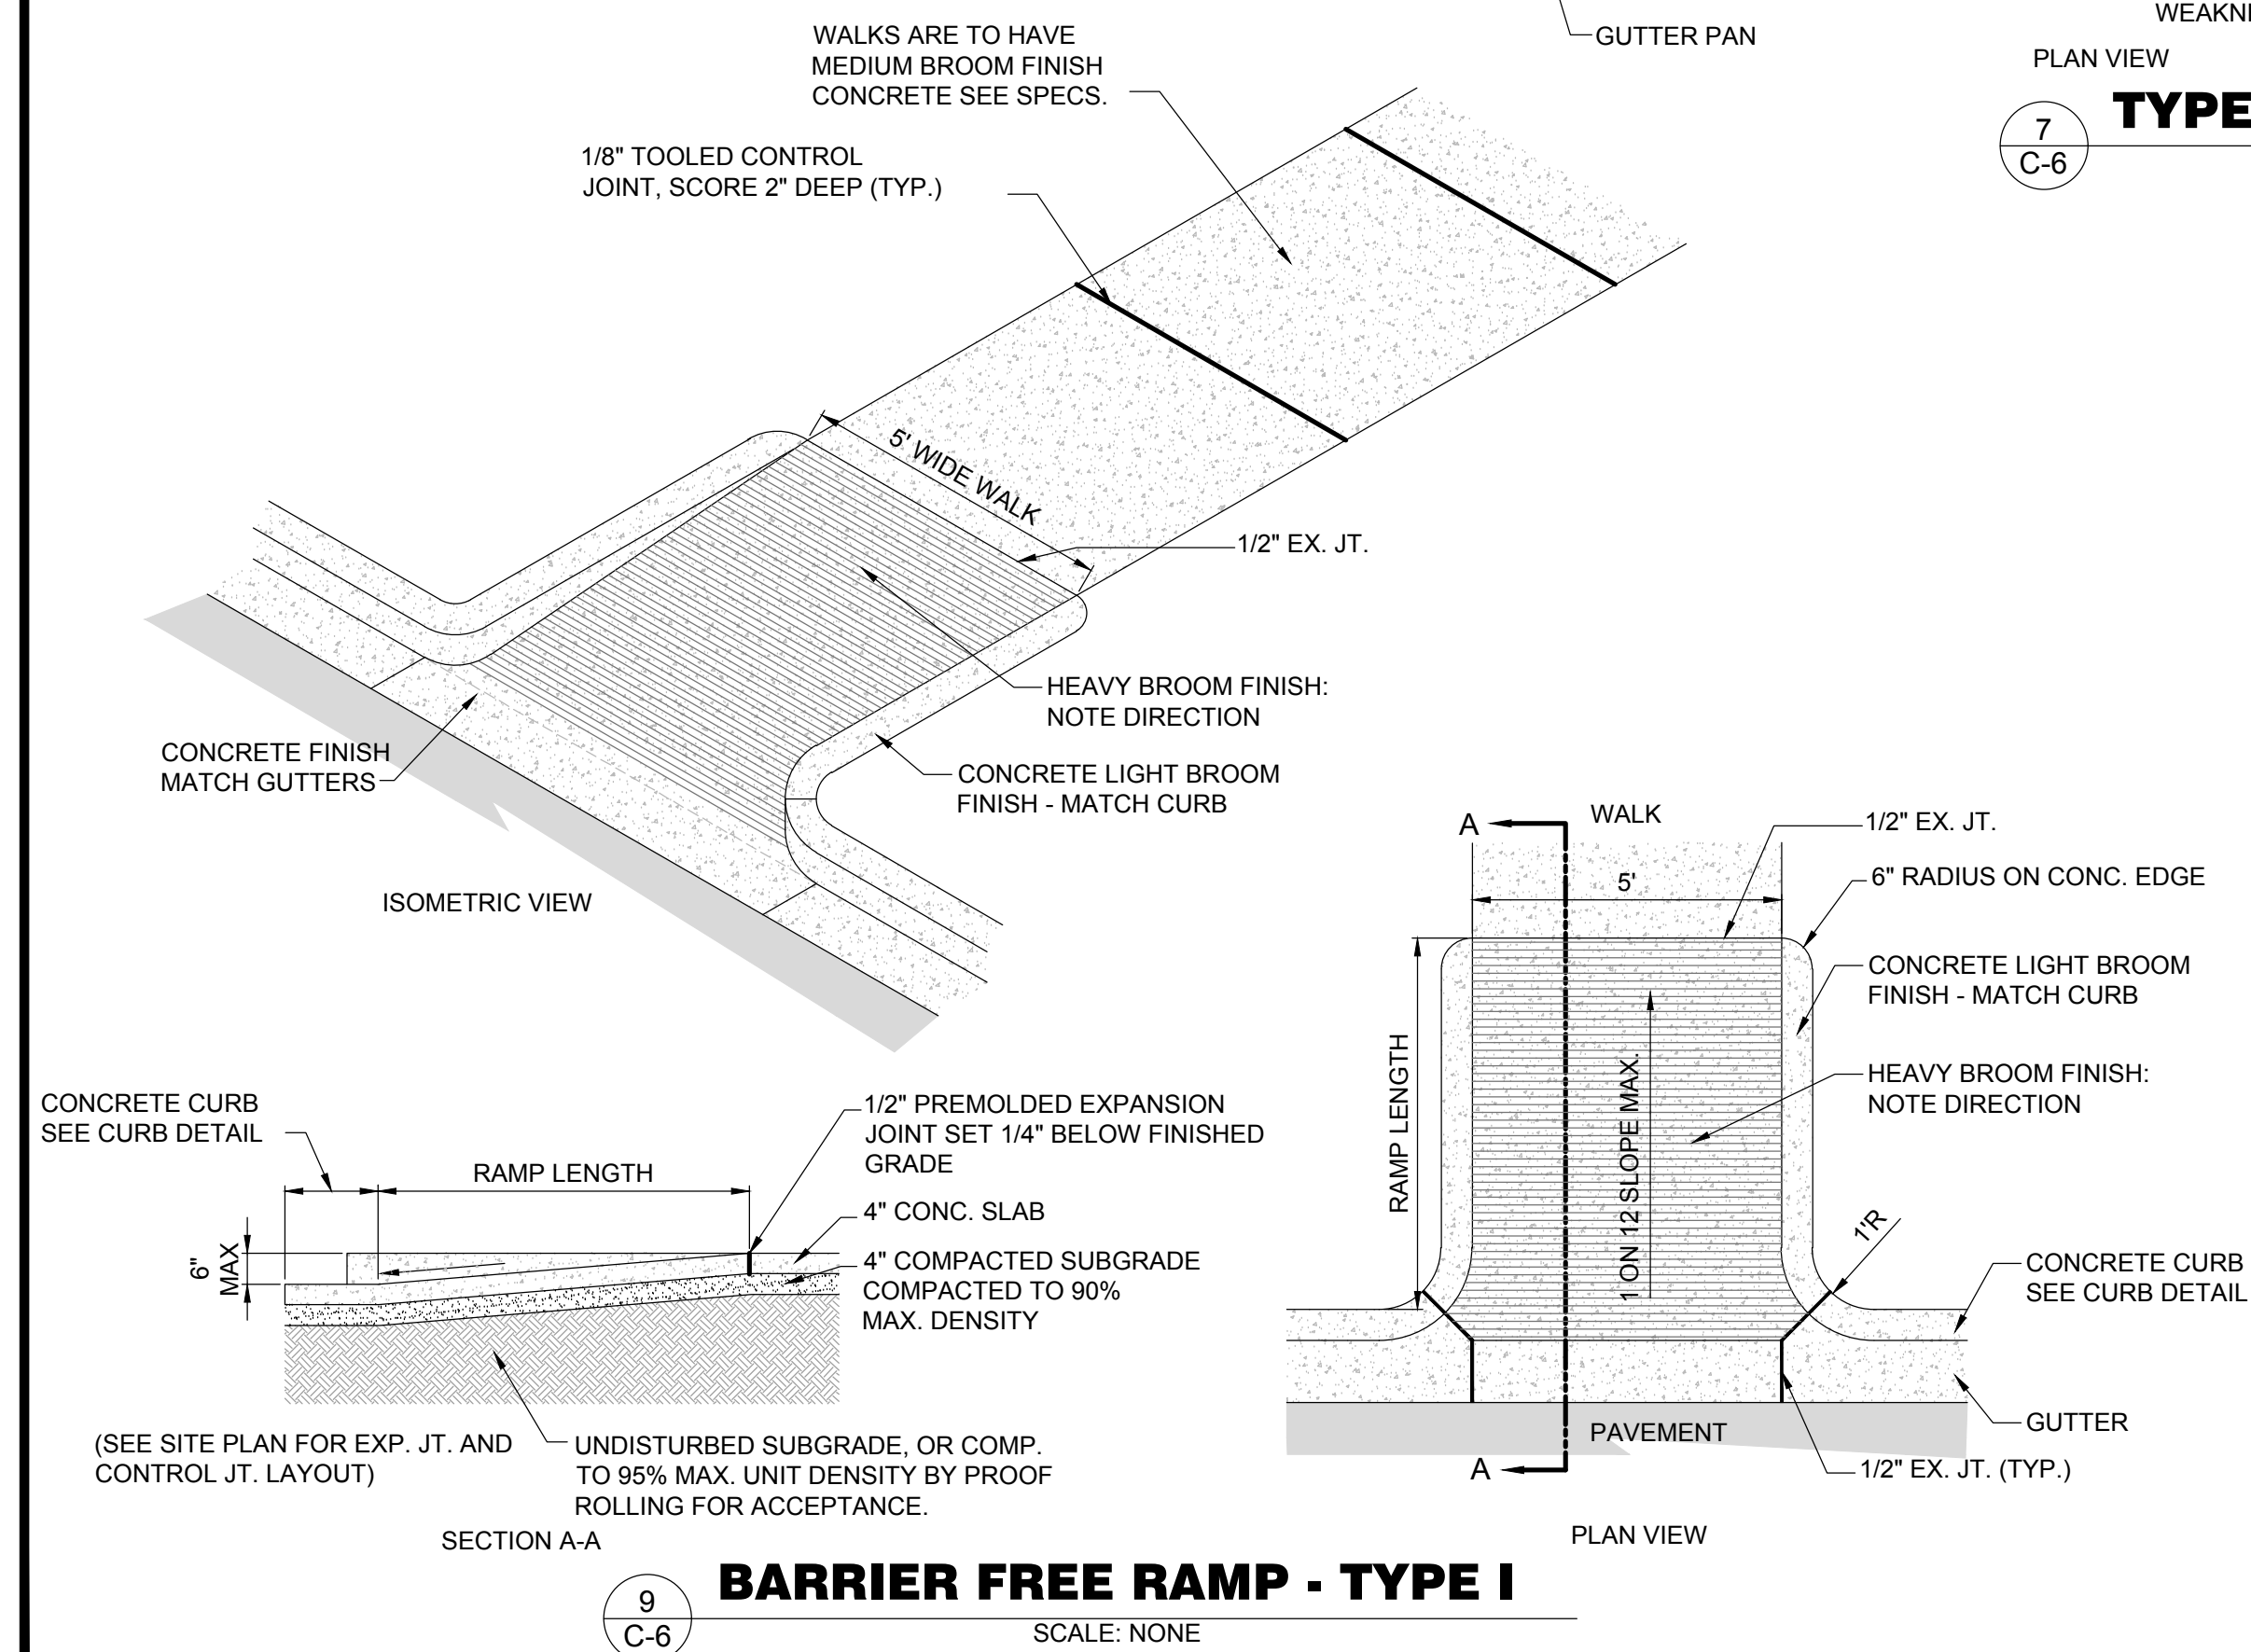 WALKS ARE TO HAVE
MEDIUM BROOM FINISH
CONCRETE SEE SPECS.
GUTTER PAN
PLAN VIEW
7
C-6
TYPE
1/8" TOOLED CONTROL
JOINT, SCORE 2" DEEP (TYP.)
5' WIDE WALK
1/2" EX. JT.
HEAVY BROOM FINISH:
NOTE DIRECTION
CONCRETE LIGHT BROOM
FINISH - MATCH CURB
CONCRETE FINISH
MATCH GUTTERS
ISOMETRIC VIEW
CONCRETE CURB
SEE CURB DETAIL
RAMP LENGTH
6"
MAX
1/2" PREMOLDED EXPANSION
JOINT SET 1/4" BELOW FINISHED
GRADE
4" CONC. SLAB
4" COMPACTED SUBGRADE
COMPACTED TO 90%
MAX. DENSITY
(SEE SITE PLAN FOR EXP. JT. AND
CONTROL JT. LAYOUT)
UNDISTURBED SUBGRADE, OR COMP.
TO 95% MAX. UNIT DENSITY BY PROOF
ROLLING FOR ACCEPTANCE.
SECTION A-A
A
WALK
5'
1/2" EX. JT.
6" RADIUS ON CONC. EDGE
CONCRETE LIGHT BROOM
FINISH - MATCH CURB
RAMP LENGTH
1 ON 12 SLOPE MAX.
HEAVY BROOM FINISH:
NOTE DIRECTION
1'R
CONCRETE CURB
SEE CURB DETAIL
GUTTER
PAVEMENT
A
1/2" EX. JT. (TYP.)
PLAN VIEW
9
C-6
BARRIER FREE RAMP - TYPE I
SCALE: NONE